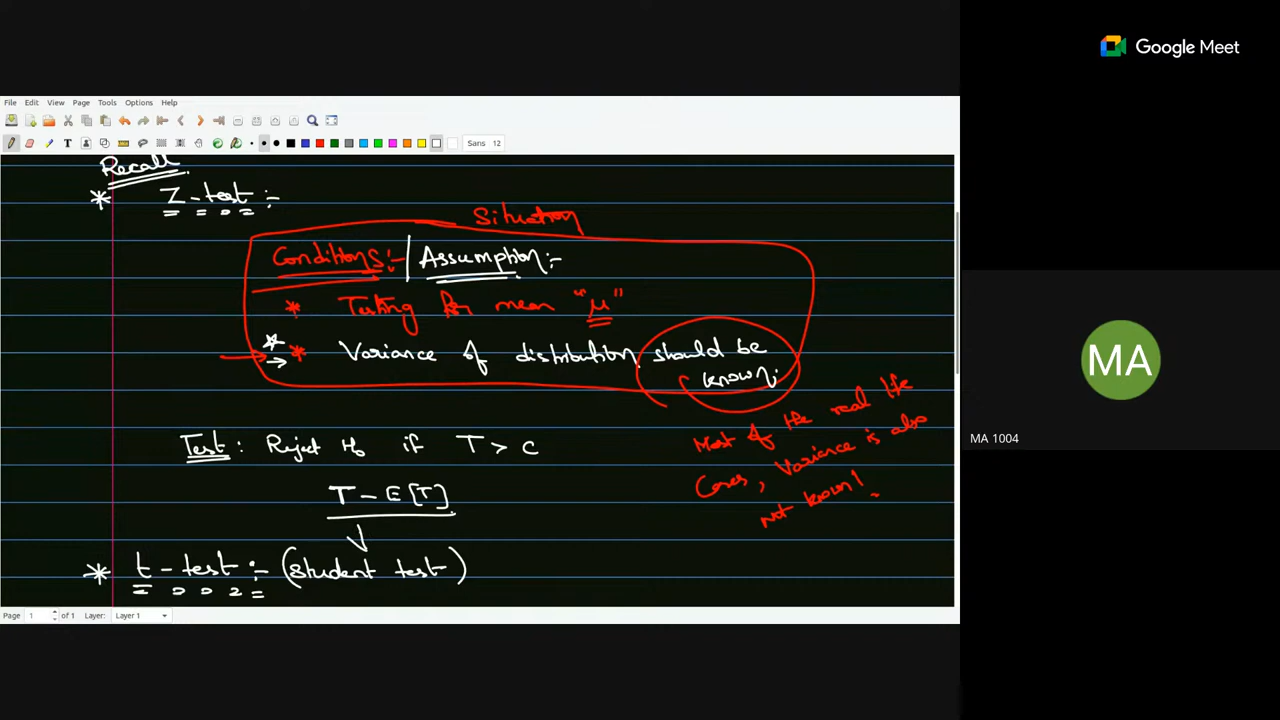 Google Meet
File Edit View Page Tools Options Help
Sans 12
Recall
* Z-test :-
Situation
Conditions :- | Assumption :-
* Testing for mean "μ"
* Variance of distribution should be
known.
Most of the real life
Cases, Variance is also
not known!
Test : Reject H₀ if T > c
T - E[T]
√
* t - test :- (student test)
MA
MA 1004
Page 1 of 1 Layer: Layer 1